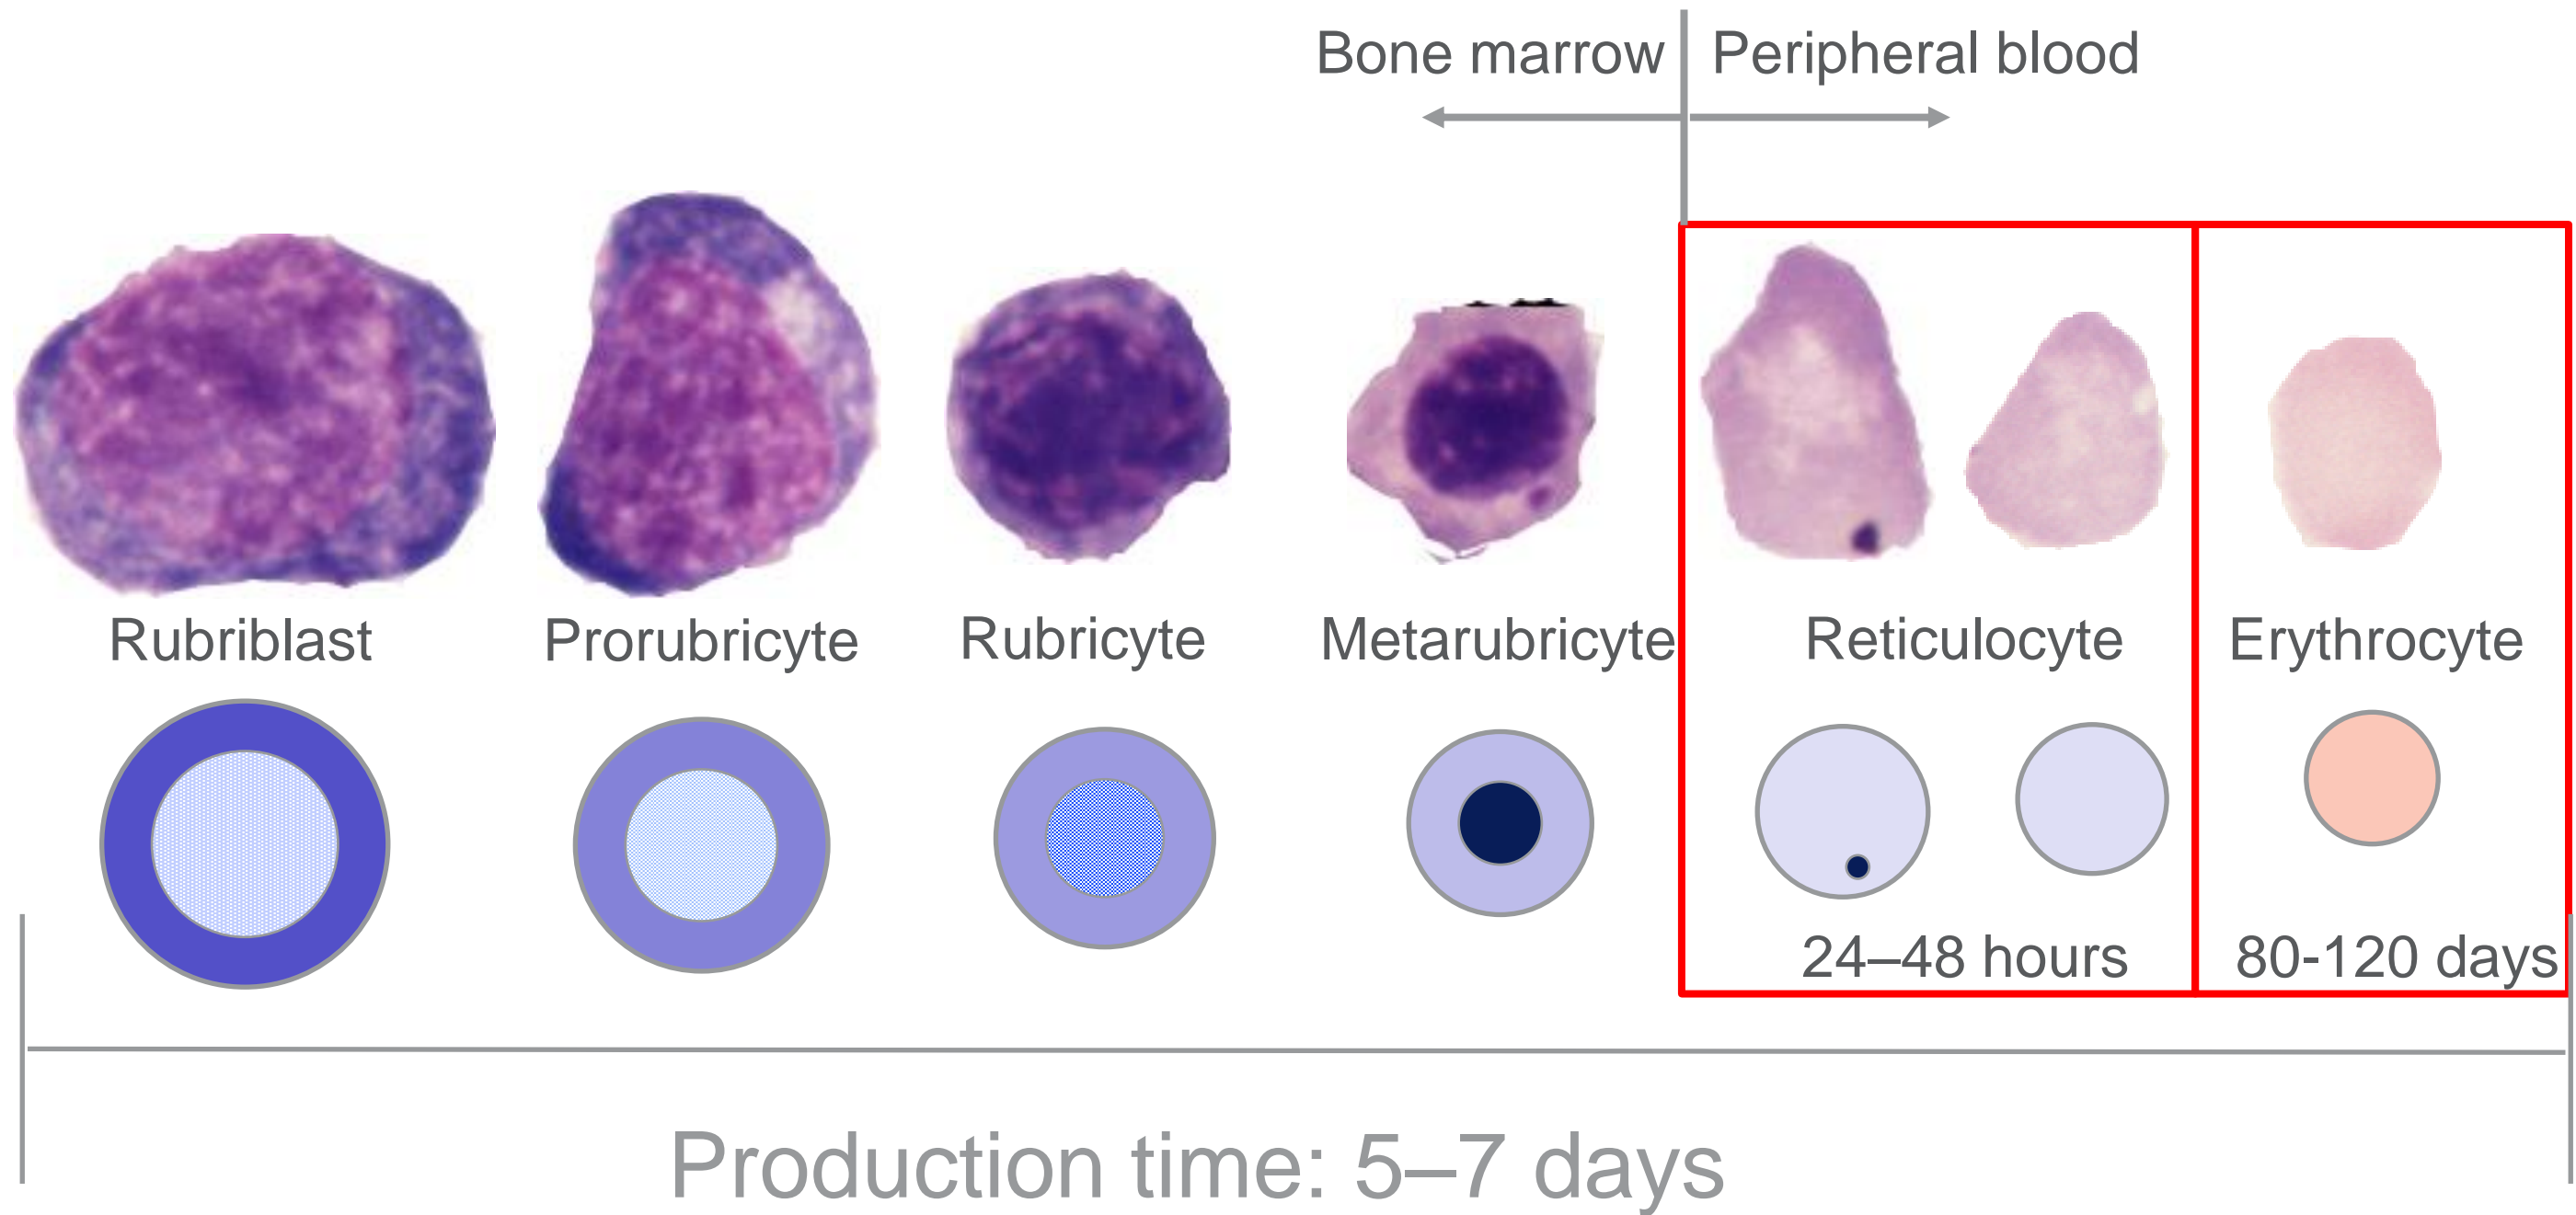 Bone marrow
Peripheral blood
Rubriblast
Prorubricyte
Rubricyte
Metarubricyte
Reticulocyte
Erythrocyte
24–48 hours
80-120 days
Production time: 5–7 days